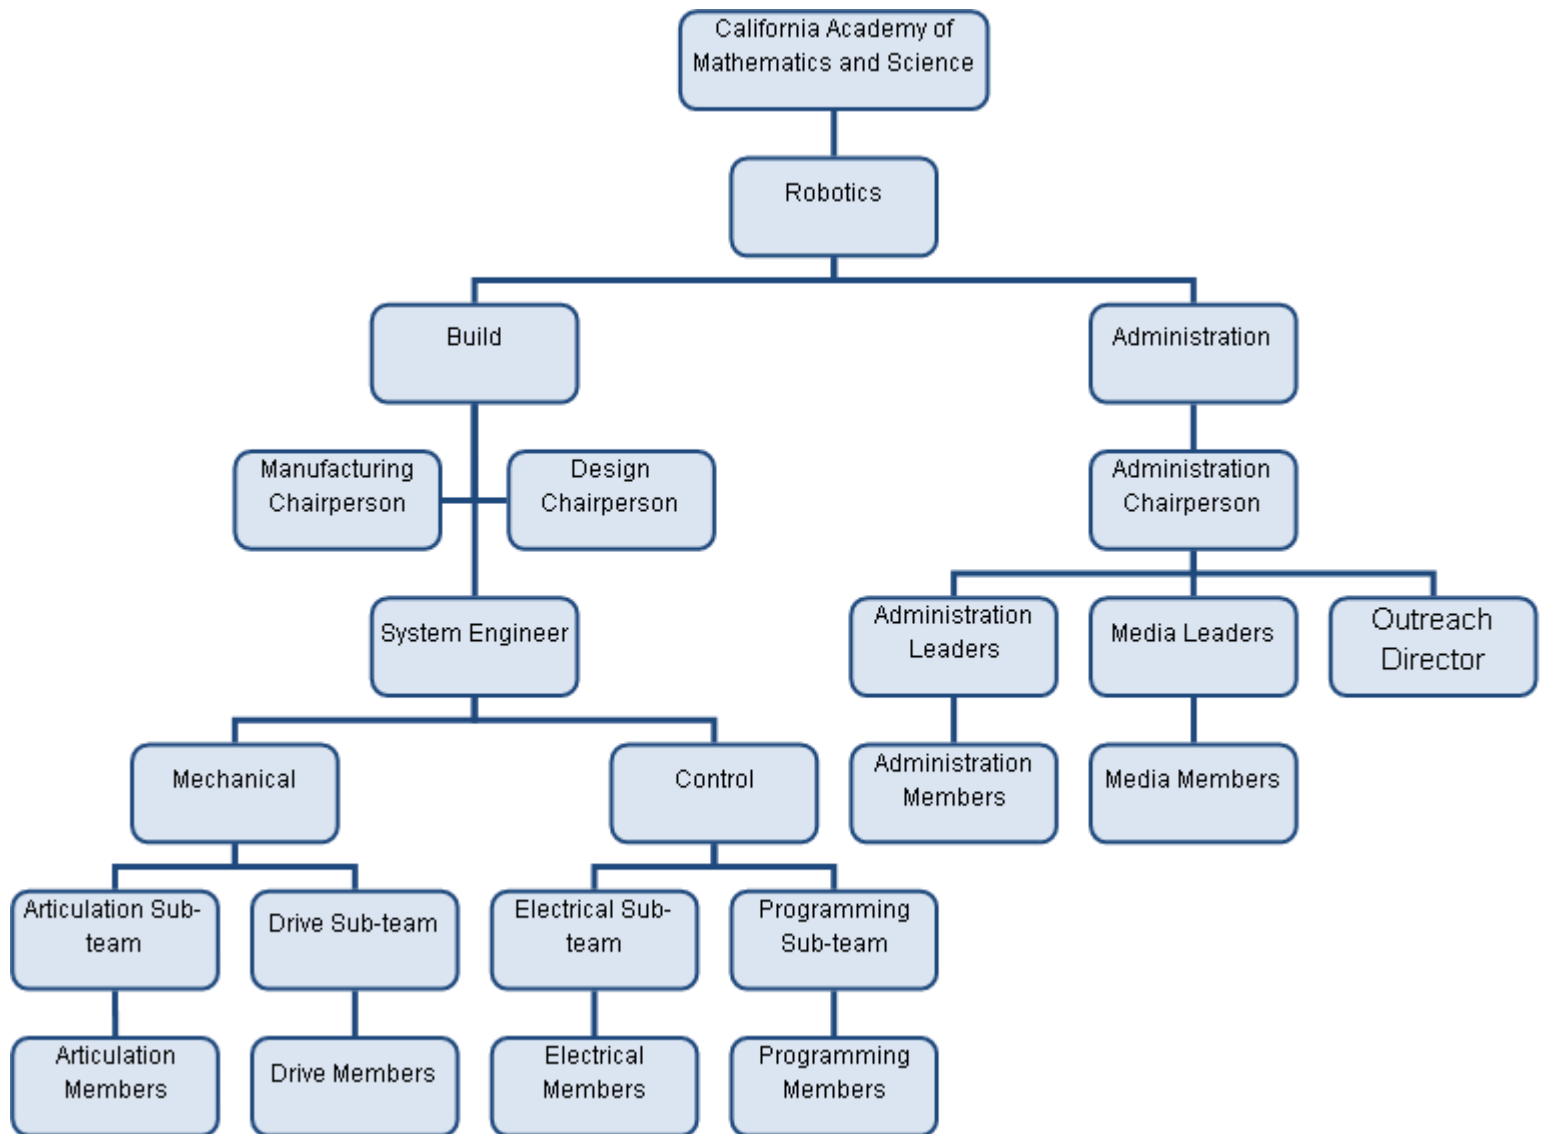 California Academy of
Mathematics and Science
Robotics
Build
Administration
Manufacturing
Chairperson
Design
Chairperson
Administration
Chairperson
System Engineer
Administration
Leaders
Media Leaders
Outreach
Director
Mechanical
Control
Administration
Members
Media Members
Articulation Sub-
team
Drive Sub-team
Electrical Sub-
team
Programming
Sub-team
Articulation
Members
Drive Members
Electrical
Members
Programming
Members